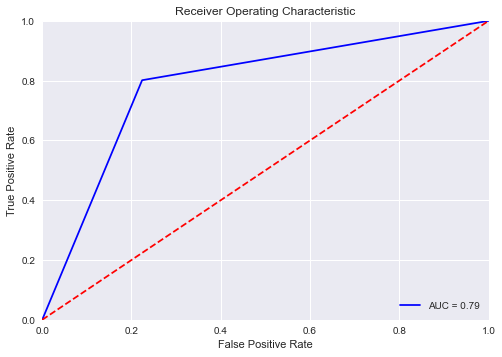 Receiver Operating Characteristic
1.0
0.8
0.6
0.4
0.2
0.0
True Positive Rate
AUC = 0.79
0.0 0.2 0.4 0.6 0.8 1.0
False Positive Rate